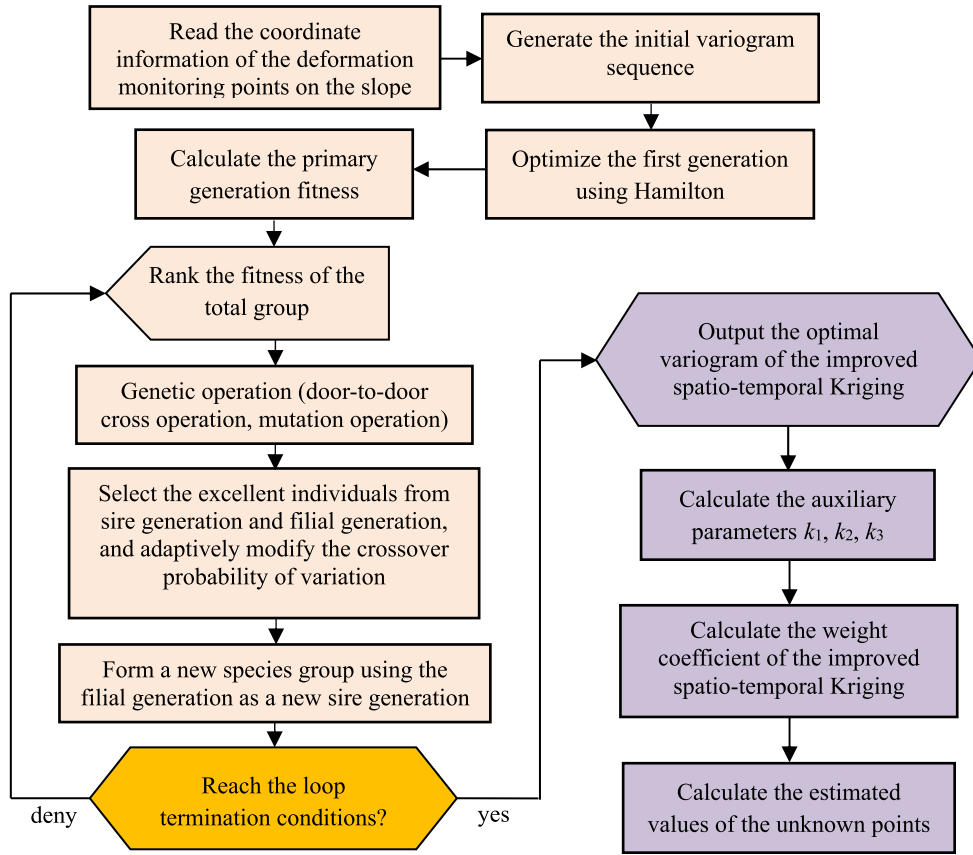 Read the coordinate
information of the deformation
monitoring points on the slope
Generate the initial variogram
sequence
Optimize the first generation
using Hamilton
Calculate the primary
generation fitness
Rank the fitness of the
total group
Genetic operation (door-to-door
cross operation, mutation operation)
Select the excellent individuals from
sire generation and filial generation,
and adaptively modify the crossover
probability of variation
Form a new species group using the
filial generation as a new sire generation
Reach the loop
termination conditions?
deny
yes
Output the optimal
variogram of the improved
spatio-temporal Kriging
Calculate the auxiliary
parameters k1, k2, k3
Calculate the weight
coefficient of the improved
spatio-temporal Kriging
Calculate the estimated
values of the unknown points